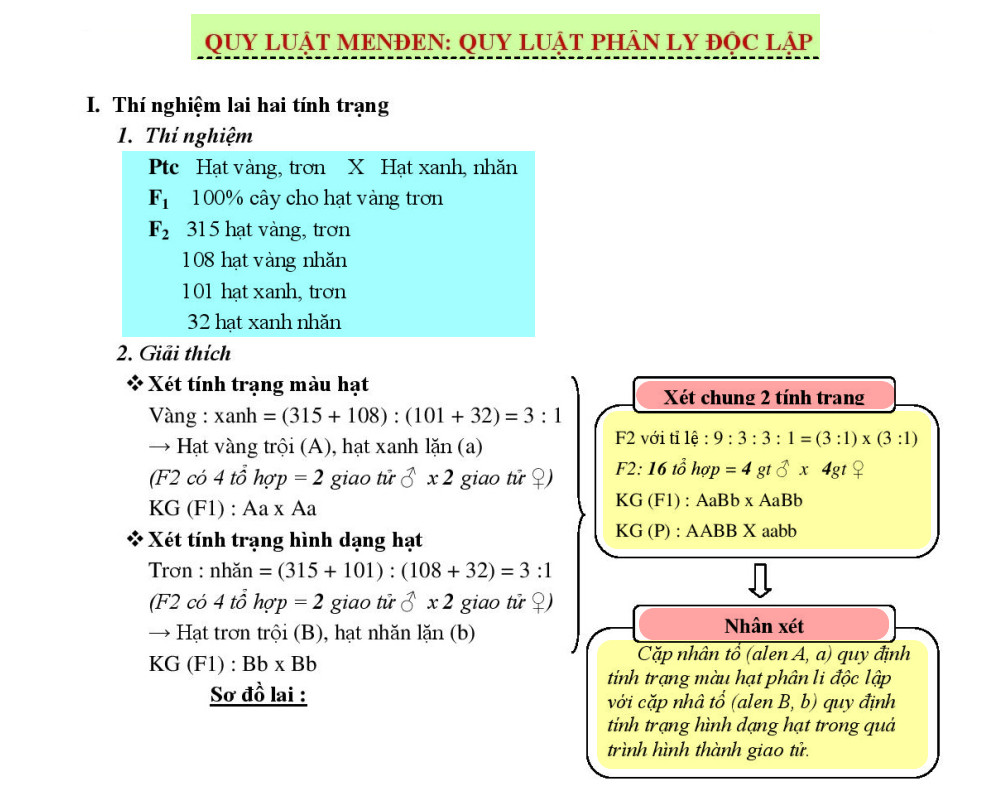 QUY LUẬT MENĐEN: QUY LUẬT PHÂN LY ĐỘC LẬP
I. Thí nghiệm lai hai tính trạng
1. Thí nghiệm
Ptc Hạt vàng, trơn X Hạt xanh, nhăn
F₁ 100% cây cho hạt vàng trơn
F₂ 315 hạt vàng, trơn
108 hạt vàng nhăn
101 hạt xanh, trơn
32 hạt xanh nhăn
2. Giải thích
❖ Xét tính trạng màu hạt
Vàng : xanh = (315 + 108) : (101 + 32) = 3 : 1
→ Hạt vàng trội (A), hạt xanh lặn (a)
(F2 có 4 tổ hợp = 2 giao tử ♂ x 2 giao tử ♀)
KG (F1) : Aa x Aa
❖ Xét tính trạng hình dạng hạt
Trơn : nhăn = (315 + 101) : (108 + 32) = 3 :1
(F2 có 4 tổ hợp = 2 giao tử ♂ x 2 giao tử ♀)
→ Hạt trơn trội (B), hạt nhăn lặn (b)
KG (F1) : Bb x Bb
Sơ đồ lai :
Xét chung 2 tính trang
F2 với tỉ lệ : 9 : 3 : 3 : 1 = (3 :1) x (3 :1)
F2: 16 tổ hợp = 4 gt ♂ x 4gt ♀
KG (F1) : AaBb x AaBb
KG (P) : AABB X aabb
Nhân xét
Cặp nhân tố (alen A, a) quy định
tính trạng màu hạt phân li độc lập
với cặp nhâ tố (alen B, b) quy định
tính trạng hình dạng hạt trong quá
trình hình thành giao tử.